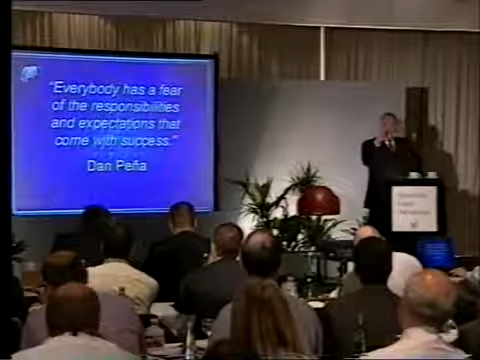 "Everybody has a fear
of the responsibilities
and expectations that
come with success."
Dan Peña